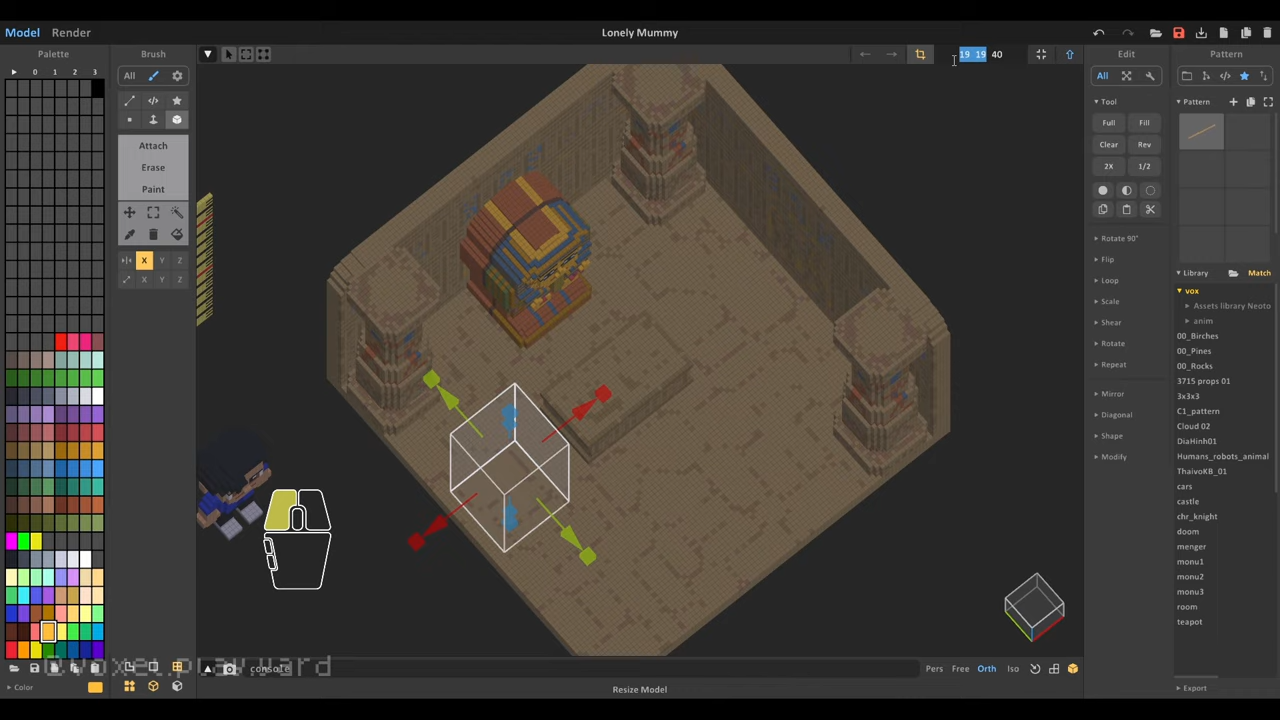 Model Render Lonely Mummy
Palette Brush 19 19 40 Edit Pattern
0 1 2 3 All All
Tool Pattern
Full Fill
Attach Clear Rev
Erase 2X 1/2
Paint
X Y Z Rotate 90°
X Y Z Flip
Loop Library Match
Scale vox
Shear Assets library Neoto
Rotate anim
Repeat 00_Birches
00_Pines
00_Rocks
Mirror 3715 props 01
Diagonal 3x3x3
Shape C1_pattern
Modify Cloud 02
DiaHinh01
Humans_robots_animal
ThaivoKB_01
cars
castle
chr_knight
doom
menger
monu1
monu2
monu3
room
teapot
@voxel.playward
console Pers Free Orth Iso
Color Resize Model Export